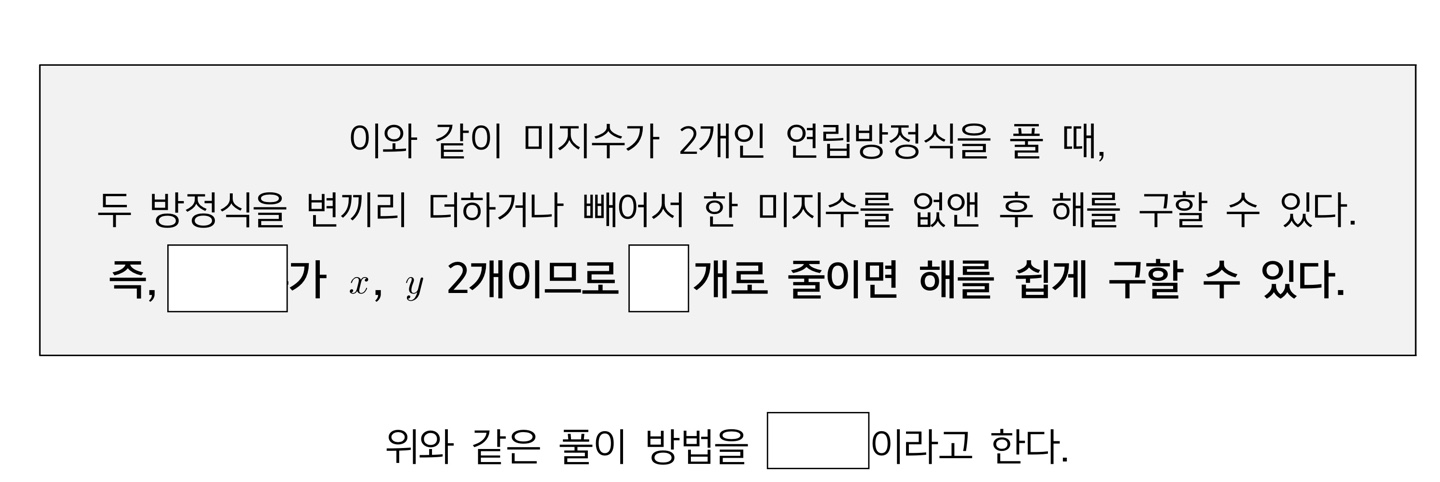 이와 같이 미지수가 2개인 연립방정식을 풀 때,
두 방정식을 변끼리 더하거나 빼어서 한 미지수를 없앤 후 해를 구할 수 있다.
즉, 가 x, y 2개이므로 개로 줄이면 해를 쉽게 구할 수 있다.
위와 같은 풀이 방법을 이라고 한다.